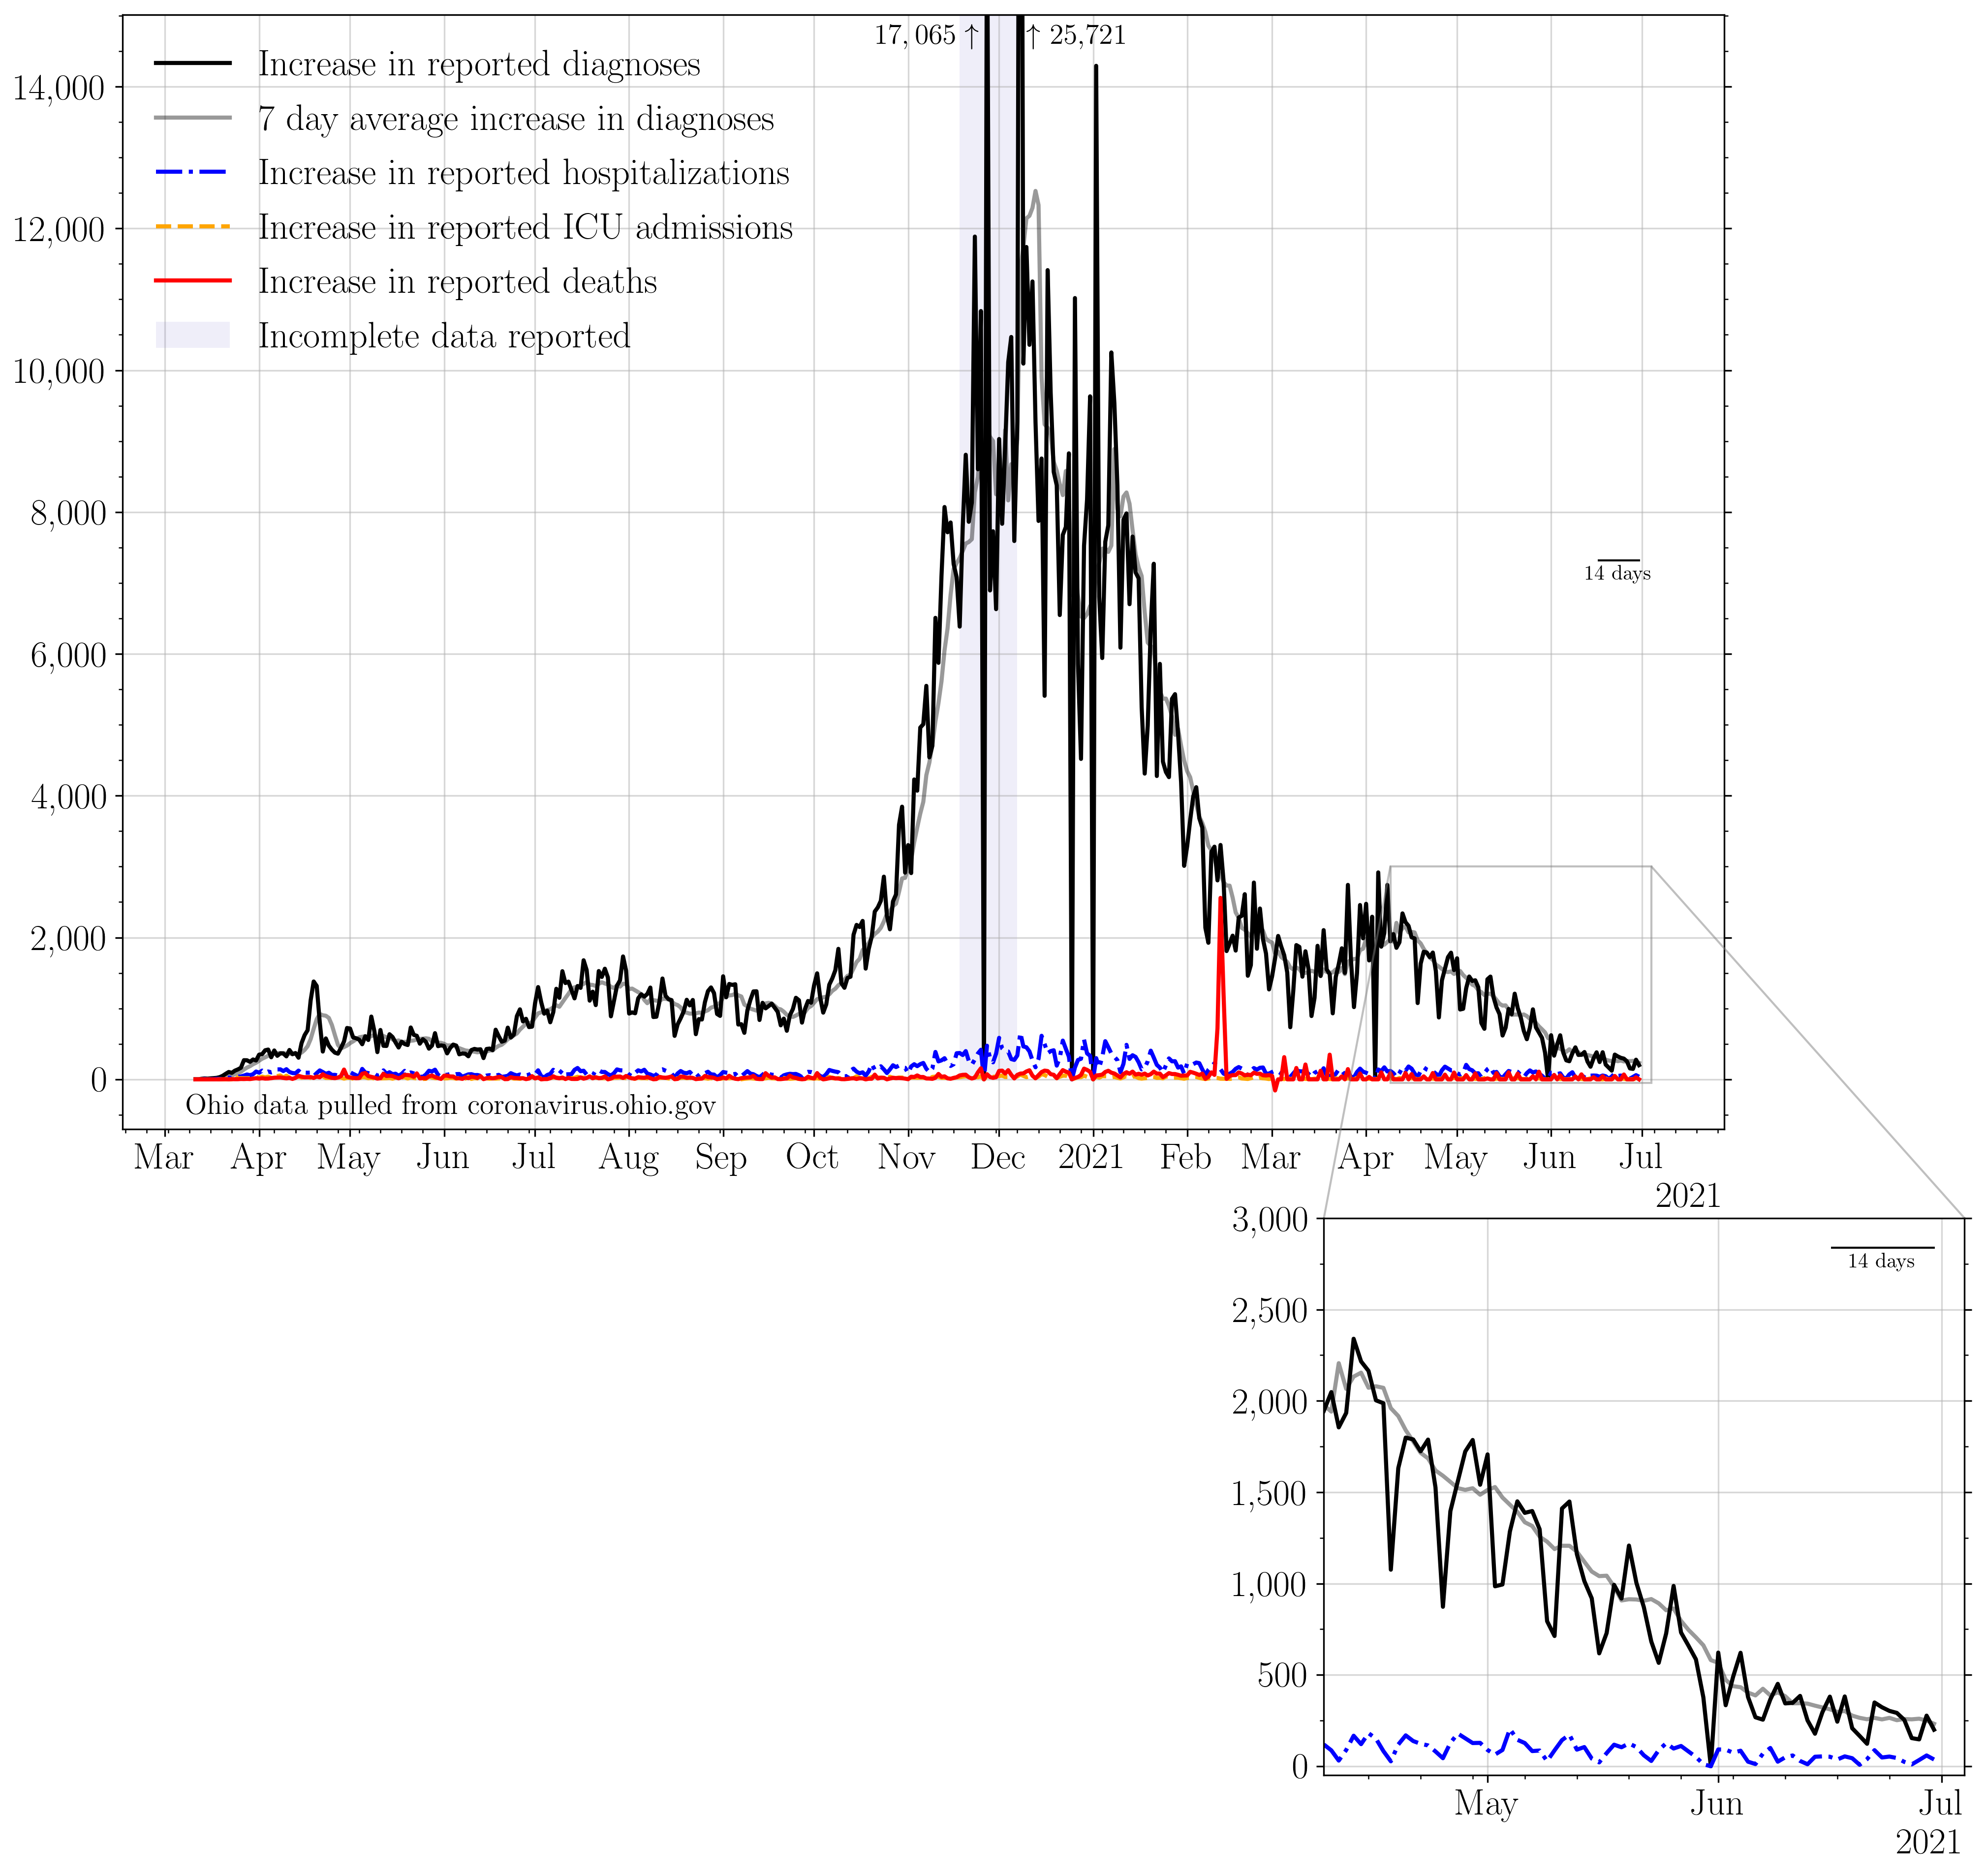 17,065 ↑ ↑ 25,721
Increase in reported diagnoses
7 day average increase in diagnoses
Increase in reported hospitalizations
Increase in reported ICU admissions
Increase in reported deaths
Incomplete data reported
14,000
12,000
10,000
8,000
6,000
4,000
2,000
0
14 days
Ohio data pulled from coronavirus.ohio.gov
Mar Apr May Jun Jul Aug Sep Oct Nov Dec 2021 Feb Mar Apr May Jun Jul
2021
3,000
2,500
2,000
1,500
1,000
500
0
14 days
May Jun Jul
2021